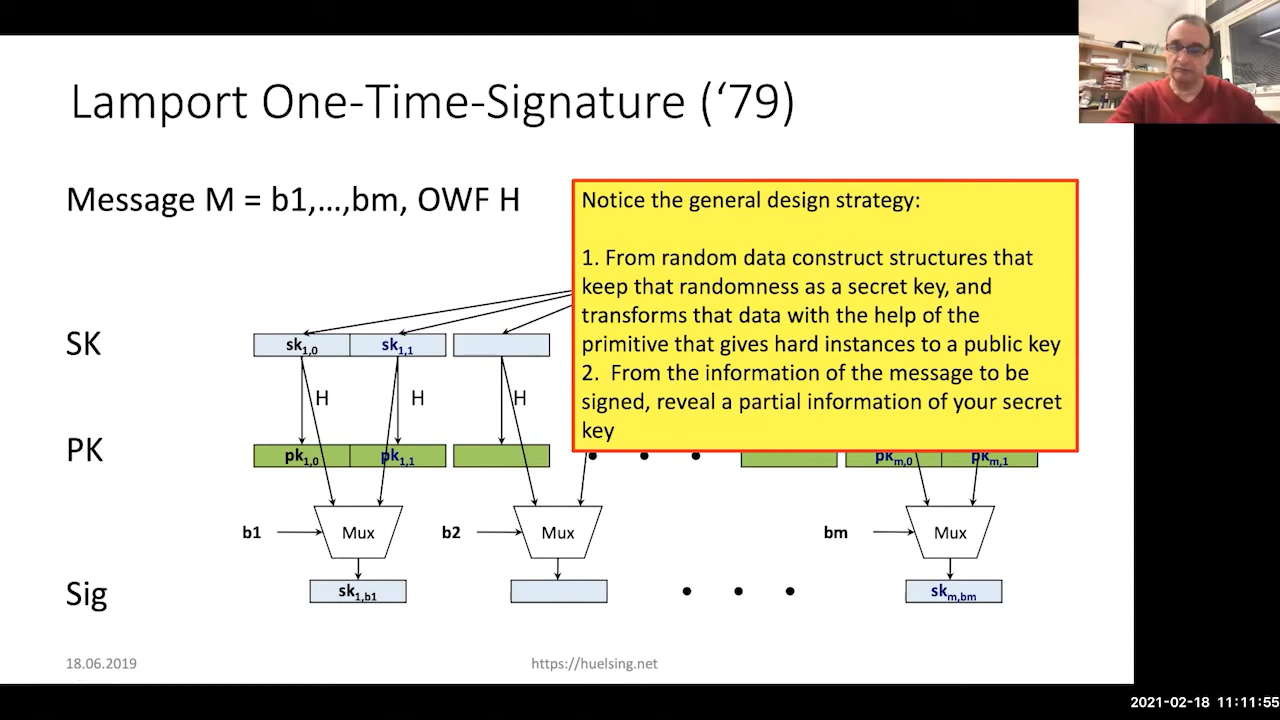 Lamport One-Time-Signature (‘79)
Message M = b1,…,bm, OWF H
Notice the general design strategy:
1. From random data construct structures that
keep that randomness as a secret key, and
transforms that data with the help of the
primitive that gives hard instances to a public key
2.  From the information of the message to be
signed, reveal a partial information of your secret
key
SK
sk1,0 sk1,1
H H H
PK
pk1,0 pk1,1 pkm,0 pkm,1
b1 Mux b2 Mux bm Mux
Sig
sk1,b1 skm,bm
18.06.2019
https://huelsing.net
2021-02-18 11:11:55